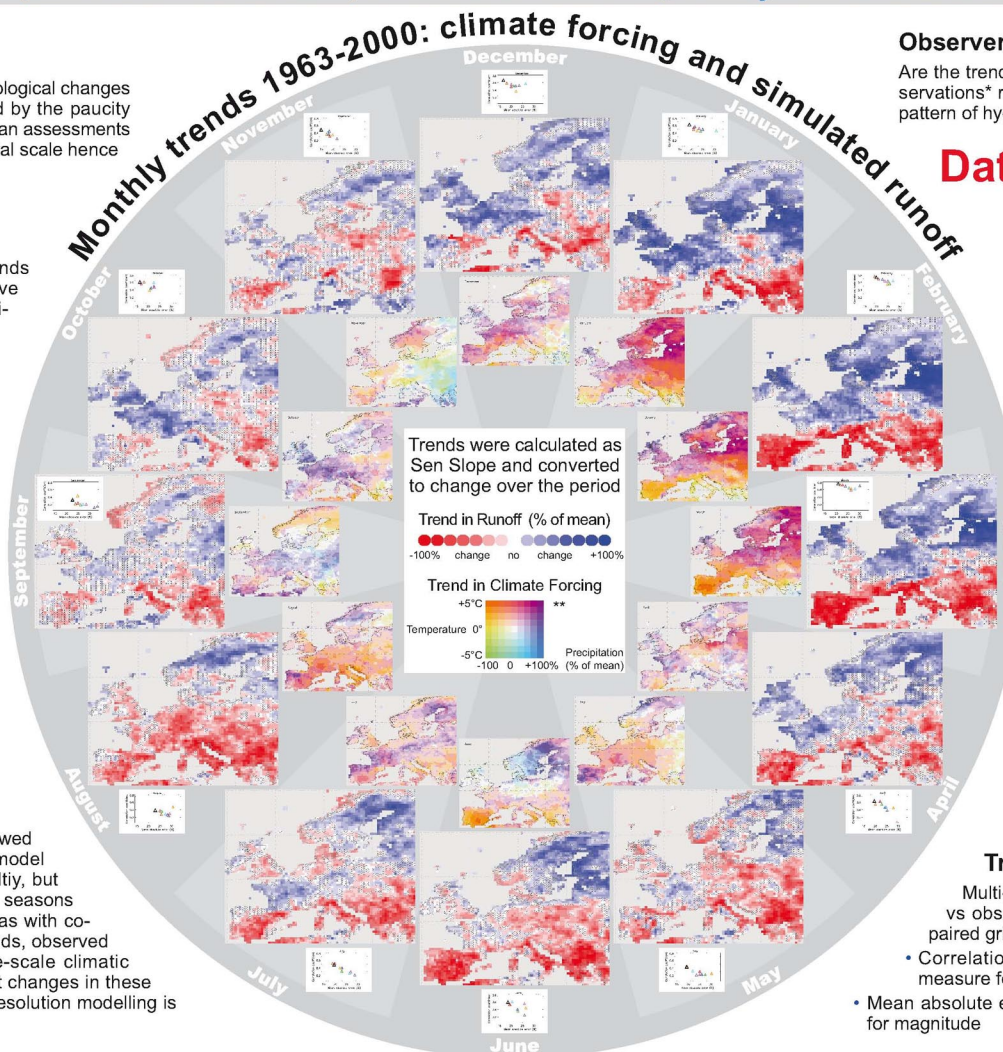 Monthly trends 1963-2000: climate forcing and simulated runoff
ological changes
d by the paucity
an assessments
al scale hence
nds
ve
i-
Observer
Are the tren
servations* r
pattern of hy
Dat
December
January
February
April
May
June
July
August
September
October
November
Trends were calculated as
Sen Slope and converted
to change over the period
Trend in Runoff (% of mean)
-100% change no change +100%
Trend in Climate Forcing
+5°C **
Temperature 0°
-5°C
-100 0 +100%
Precipitation
(% of mean)
wed
model
ltiy, but
seasons
as with co-
ds, observed
e-scale climatic
t changes in these
resolution modelling is
Tr
Multi-
vs obs
paired gri
• Correlatio
measure fo
• Mean absolute e
for magnitude